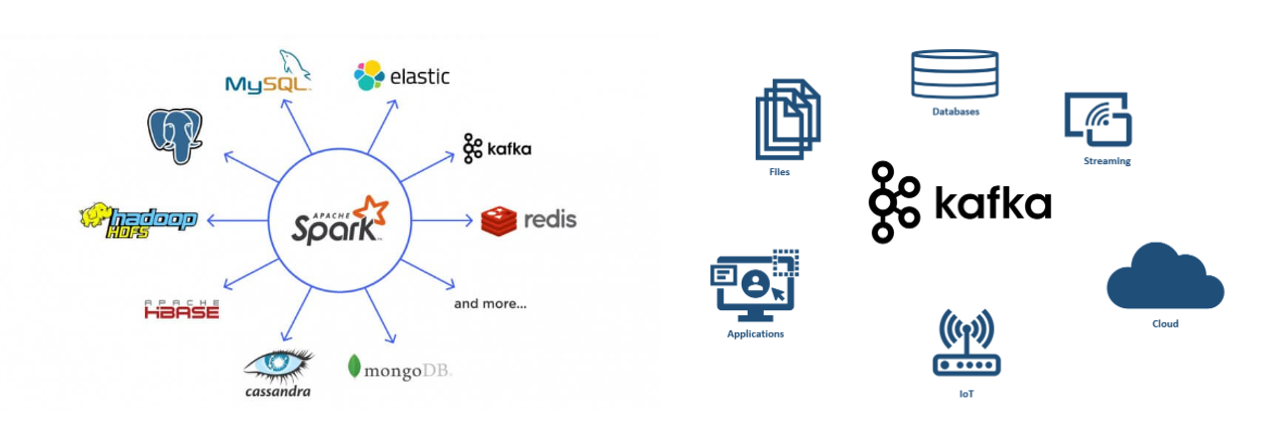 MySQL
elastic
kafka
redis
and more...
mongoDB
cassandra
APACHE
HBASE
hadoop
HDFS
APACHE
Spark
Databases
Streaming
Files
kafka
Applications
IoT
Cloud